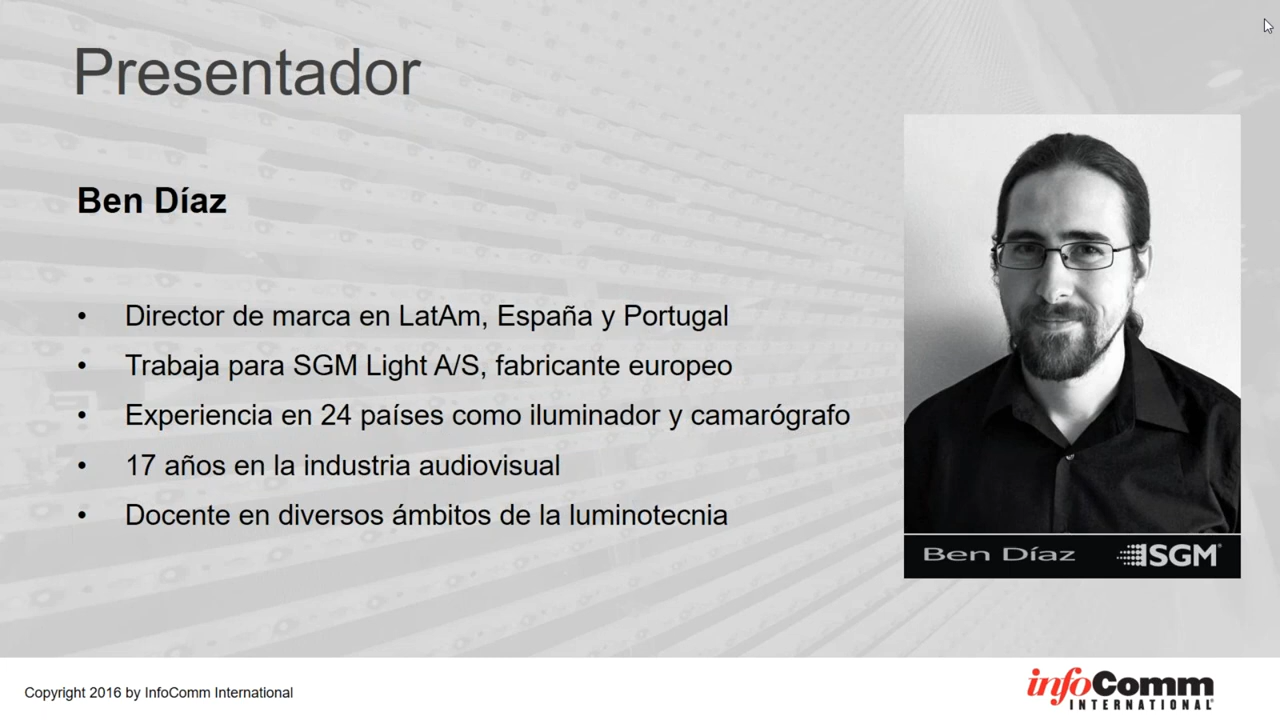 Presentador
Ben Díaz
• Director de marca en LatAm, España y Portugal
• Trabaja para SGM Light A/S, fabricante europeo
• Experiencia en 24 países como iluminador y camarógrafo
• 17 años en la industria audiovisual
• Docente en diversos ámbitos de la luminotecnia
Ben Díaz SGM®
Copyright 2016 by InfoComm International
infoComm
INTERNATIONAL®